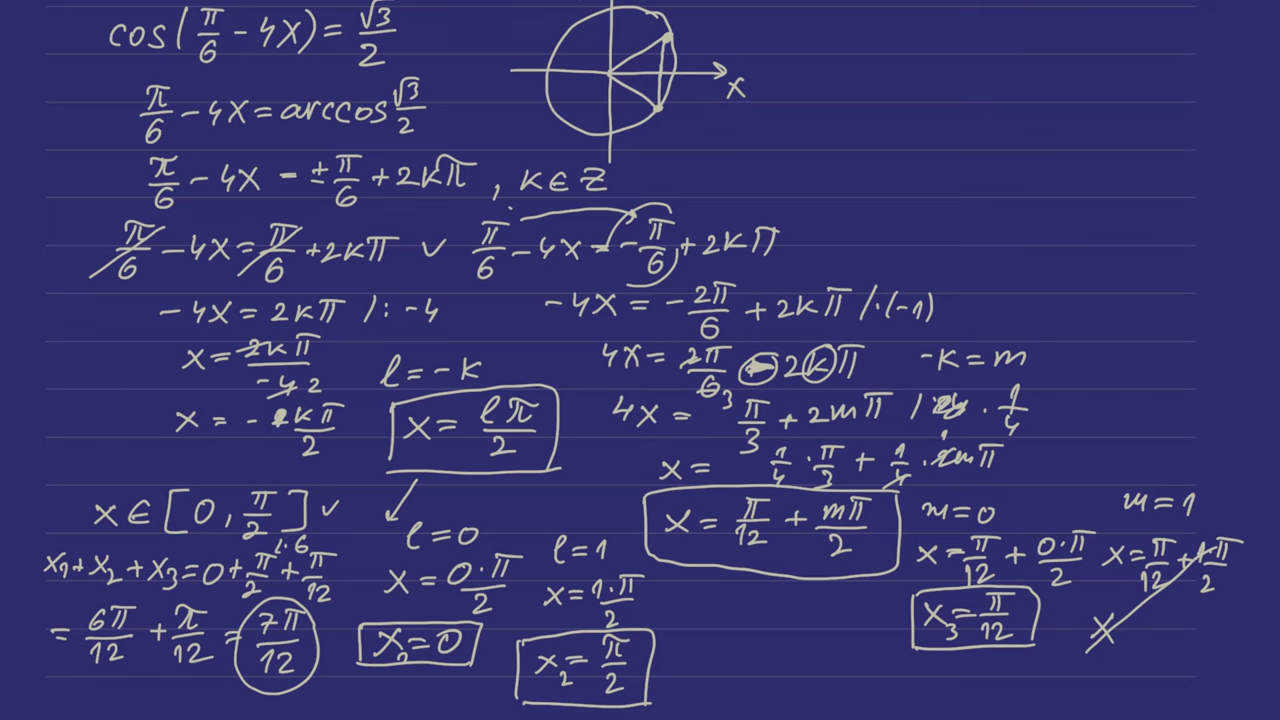 cos(π/6 - 4x) = √3/2
x
π/6 - 4x = arccos √3/2
π/6 - 4x = ± π/6 + 2kπ , k ∈ Z
π/6 - 4x = π/6 + 2kπ ∨ π/6 - 4x = -π/6 + 2kπ
-4x = 2kπ /: -4
-4x = -2π/6 + 2kπ /·(-1)
x = 2kπ/-4 2
l = -k
4x = 2π/6 3 - 2kπ
-k = m
x = -kπ/2
x = lπ/2
4x = π/3 + 2mπ / · 1/4
x = 1/4 · π/3 + 1/4 · 2mπ
x ∈ [0, π/2] ✓
x = π/12 + mπ/2
x₁ + x₂ + x₃ = 0 + π/2 + π/12
= 6π/12 + π/12 = 7π/12
l = 0
x = 0·π/2
l = 1
x = 1·π/2
x₂ = π/2
m = 0
x = π/12 + 0·π/2
x₃ = π/12
m = 1
x = π/12 + 1·π/2